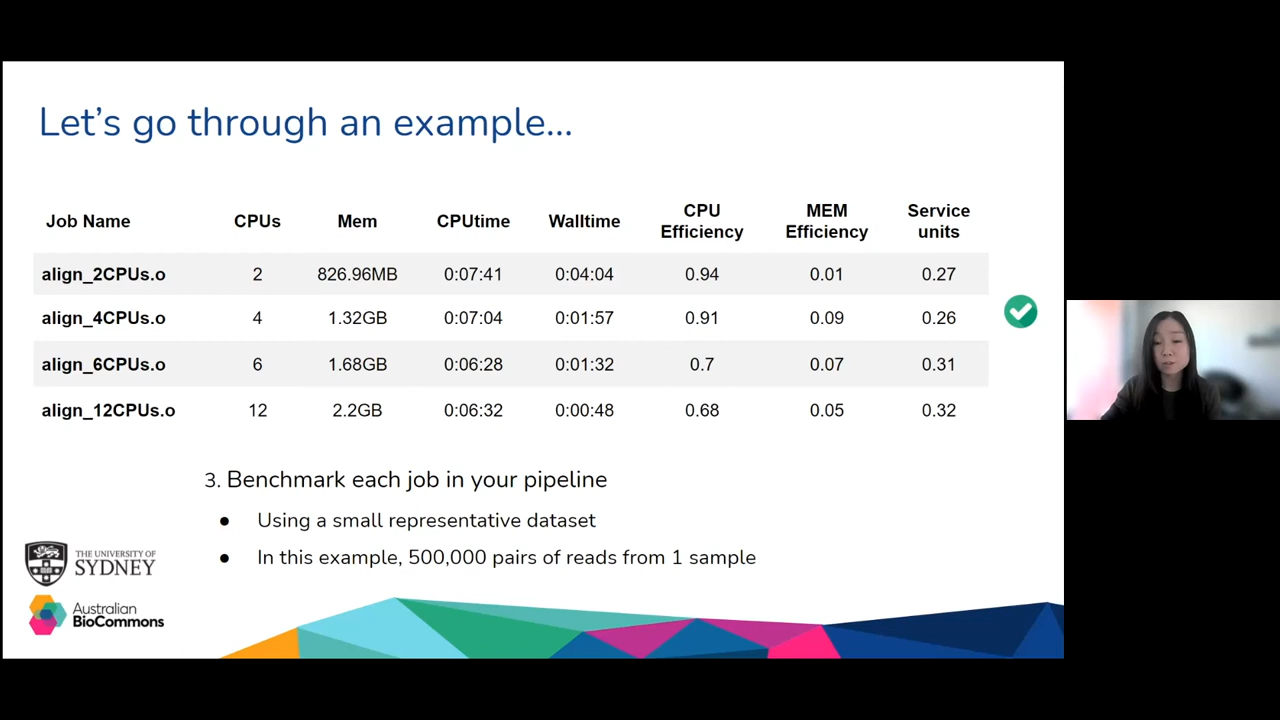 Let's go through an example...
Job Name CPUs Mem CPUtime Walltime CPU Efficiency MEM Efficiency Service units
align_2CPUs.o 2 826.96MB 0:07:41 0:04:04 0.94 0.01 0.27
align_4CPUs.o 4 1.32GB 0:07:04 0:01:57 0.91 0.09 0.26
align_6CPUs.o 6 1.68GB 0:06:28 0:01:32 0.7 0.07 0.31
align_12CPUs.o 12 2.2GB 0:06:32 0:00:48 0.68 0.05 0.32
3. Benchmark each job in your pipeline
● Using a small representative dataset
● In this example, 500,000 pairs of reads from 1 sample
THE UNIVERSITY OF
SYDNEY
Australian
BioCommons